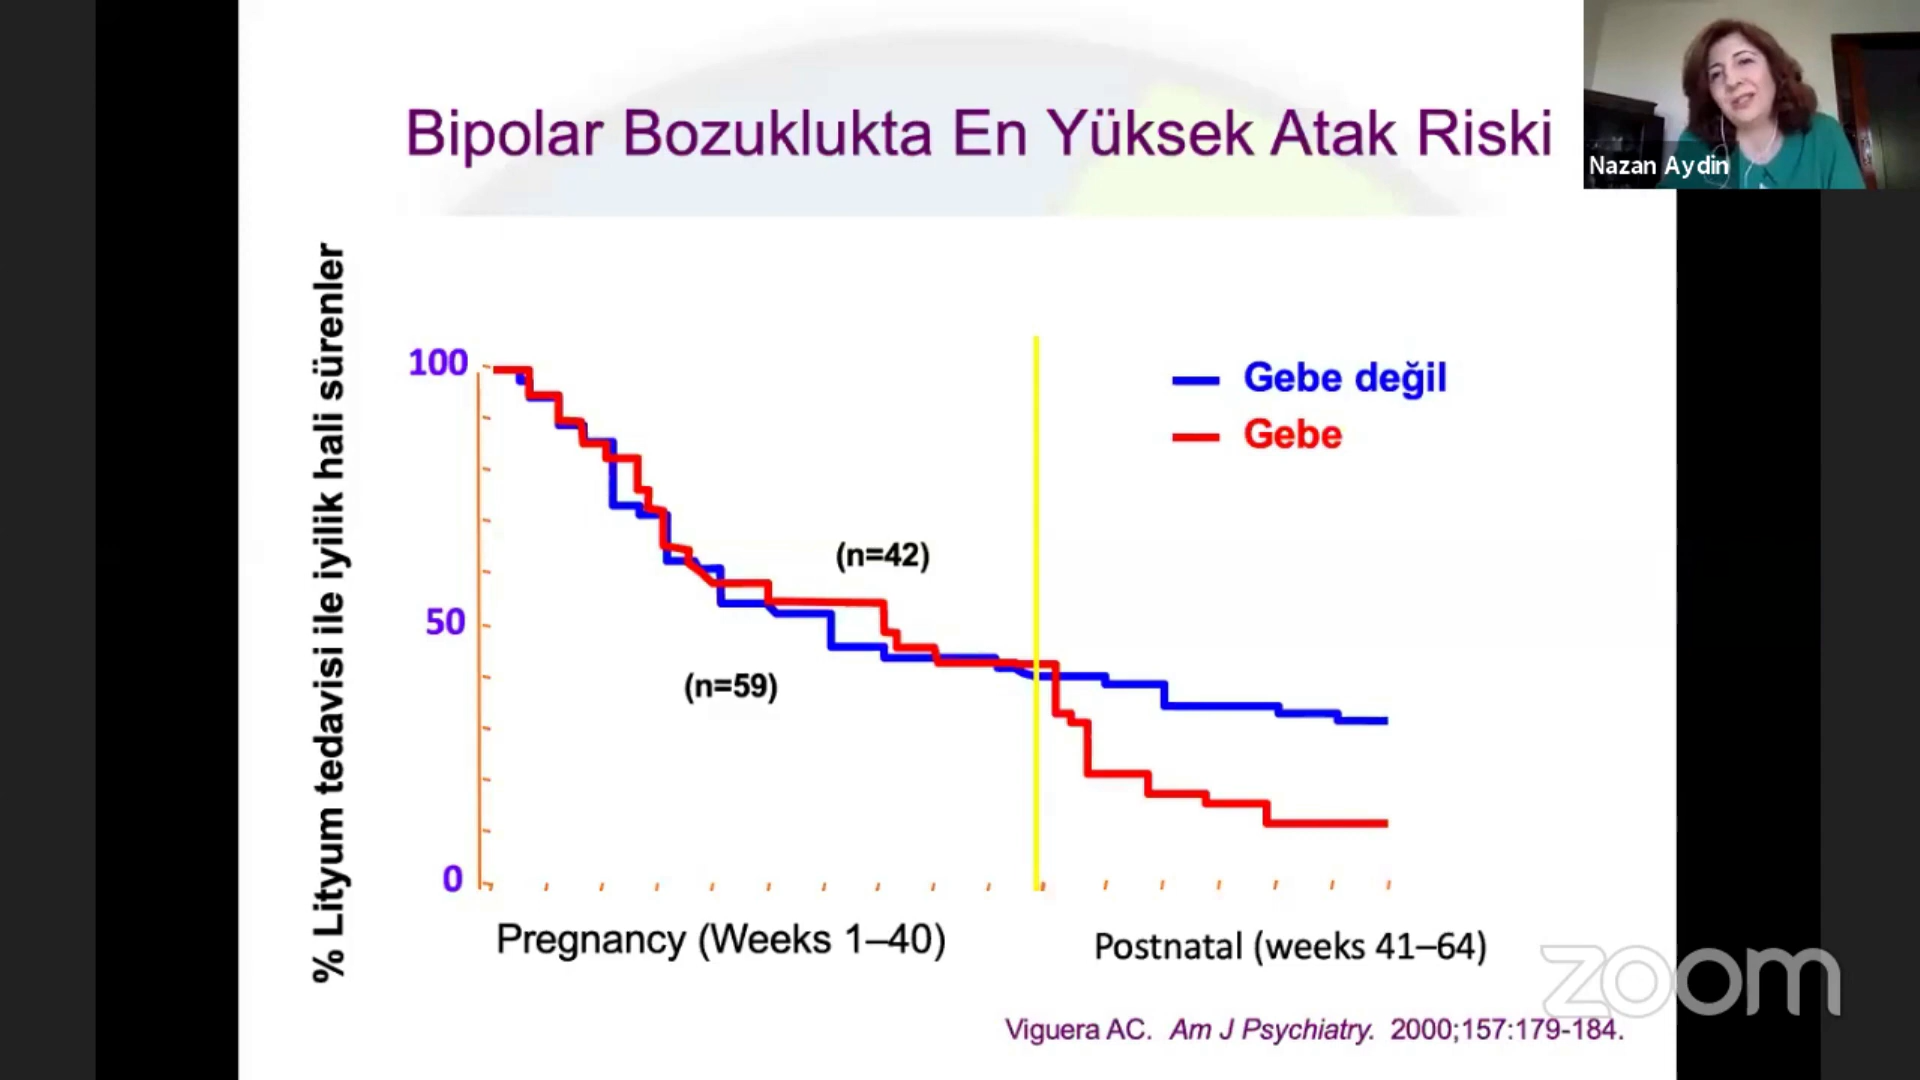 Bipolar Bozuklukta En Yüksek Atak Riski
Nazan Aydin
% Lityum tedavisi ile iyilik hali sürenler
100
50
0
Gebe değil
Gebe
(n=42)
(n=59)
Pregnancy (Weeks 1–40)
Postnatal (weeks 41–64)
zoom
Viguera AC. Am J Psychiatry. 2000;157:179-184.